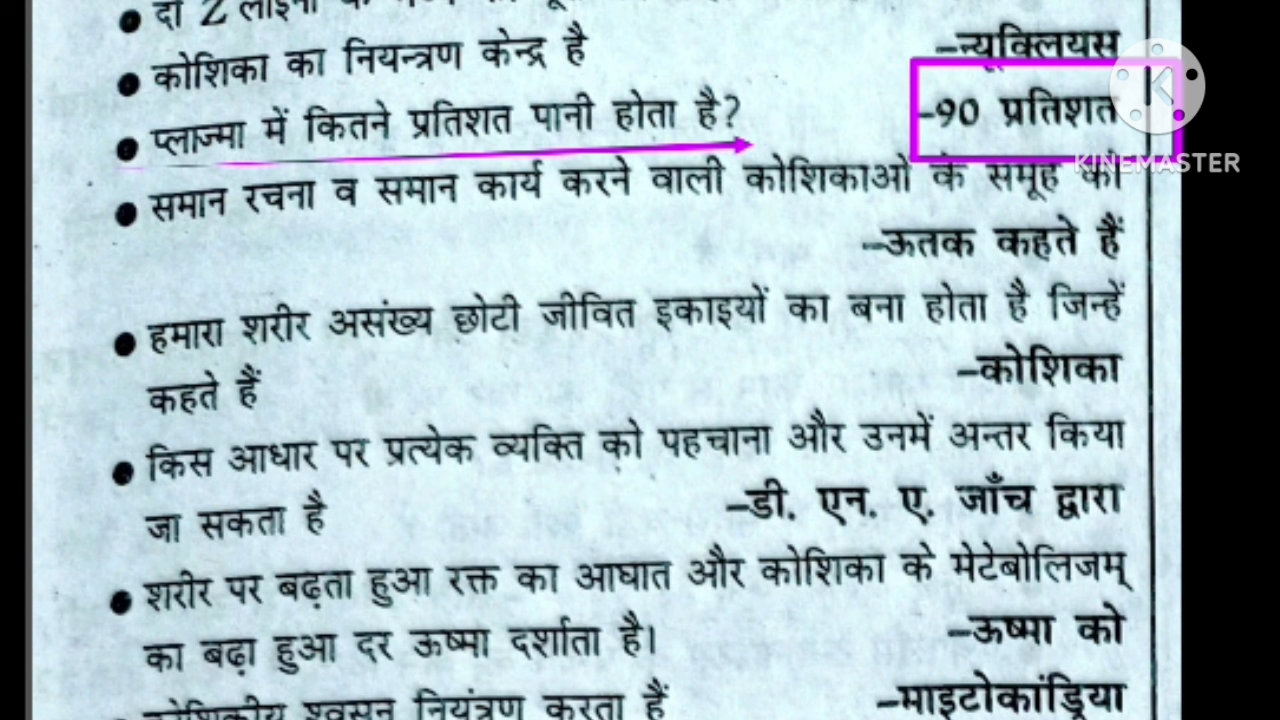 दो Z लाइनों के
कोशिका का नियन्त्रण केन्द्र है –न्यूक्लियस
प्लाज्मा में कितने प्रतिशत पानी होता है? –90 प्रतिशत
KINEMASTER
समान रचना व समान कार्य करने वाली कोशिकाओं के समूह को
–ऊतक कहते हैं
हमारा शरीर असंख्य छोटी जीवित इकाइयों का बना होता है जिन्हें
कहते हैं –कोशिका
किस आधार पर प्रत्येक व्यक्ति को पहचाना और उनमें अन्तर किया
जा सकता है –डी. एन. ए. जाँच द्वारा
शरीर पर बढ़ता हुआ रक्त का आघात और कोशिका के मेटेबोलिजम्
का बढ़ा हुआ दर ऊष्मा दर्शाता है। –ऊष्मा को
कोशिकीय श्वसन नियंत्रण करता है –माइटोकांड्रिया